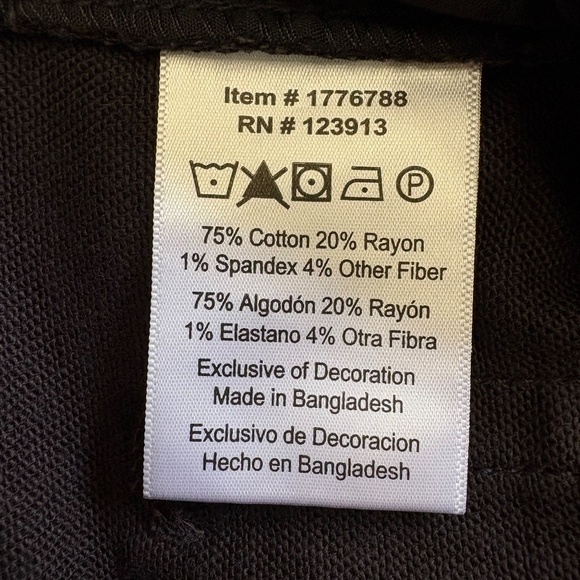 Item # 1776788
RN # 123913
P
75% Cotton 20% Rayon
1% Spandex 4% Other Fiber
75% Algodón 20% Rayón
1% Elastano 4% Otra Fibra
Exclusive of Decoration
Made in Bangladesh
Exclusivo de Decoracion
Hecho en Bangladesh